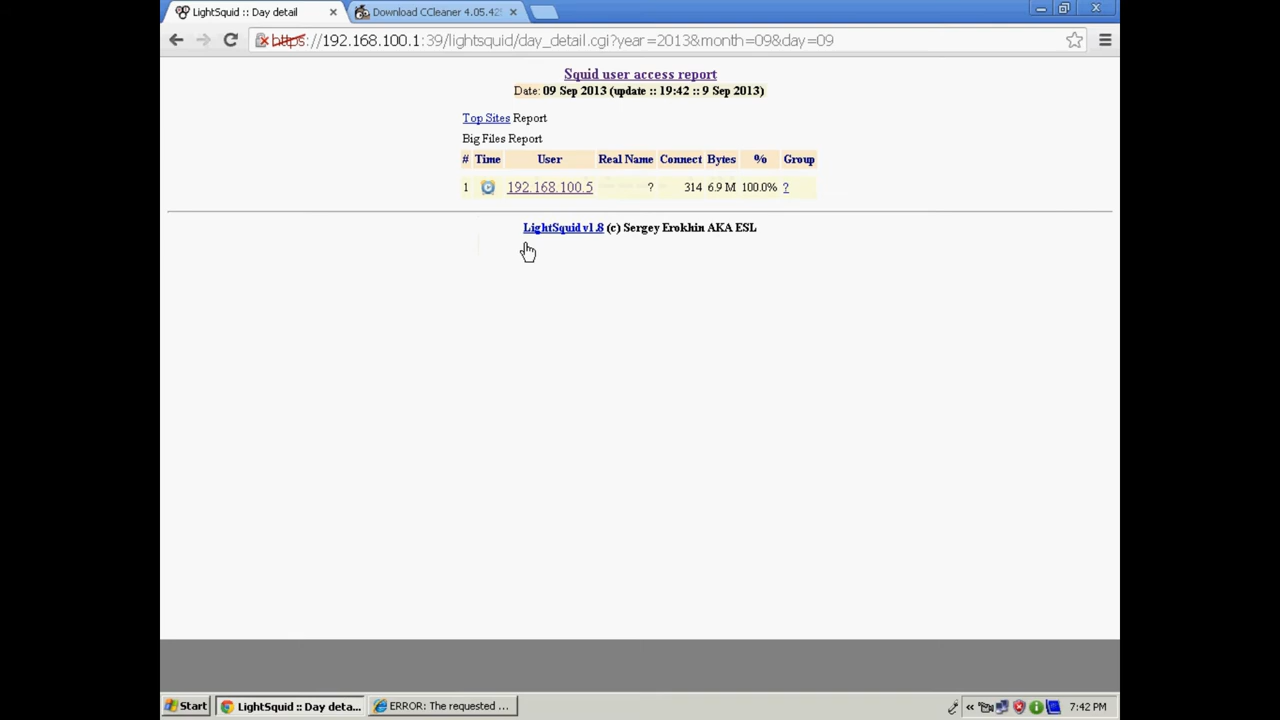 LightSquid :: Day detail
Download CCleaner 4.05.42
https://192.168.100.1:39/lightsquid/day_detail.cgi?year=2013&month=09&day=09
Squid user access report
Date: 09 Sep 2013 (update :: 19:42 :: 9 Sep 2013)
Top Sites Report
Big Files Report
# Time User Real Name Connect Bytes % Group
1 192.168.100.5 ? 314 6.9 M 100.0% ?
LightSquid v1.8 (c) Sergey Erokhin AKA ESL
Start LightSquid :: Day deta... ERROR: The requested ... 7:42 PM